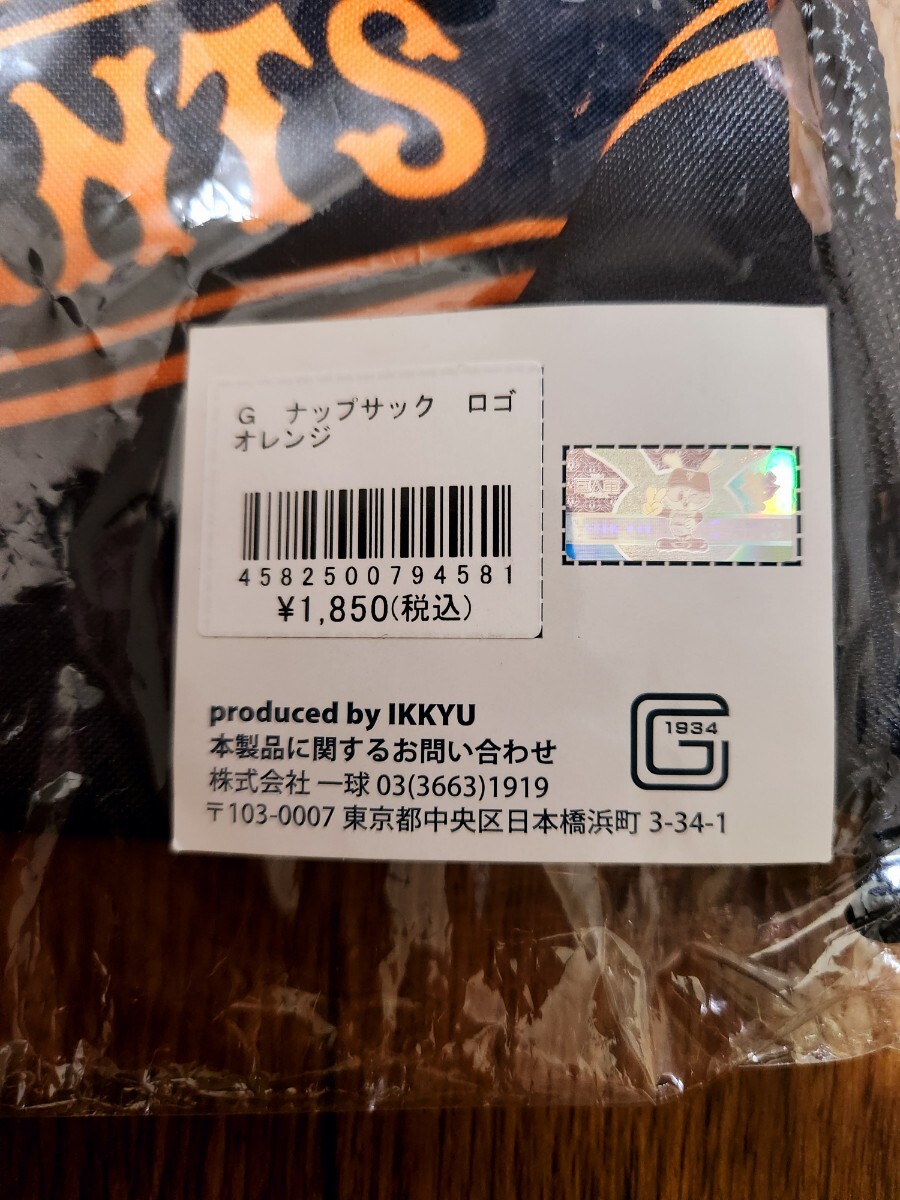 ANTS
G ナップサック ロゴ
オレンジ
4582500794581
¥1,850(税込)
produced by IKKYU
本製品に関するお問い合わせ
株式会社 一球 03(3663)1919
〒103-0007 東京都中央区日本橋浜町 3-34-1
G 1934